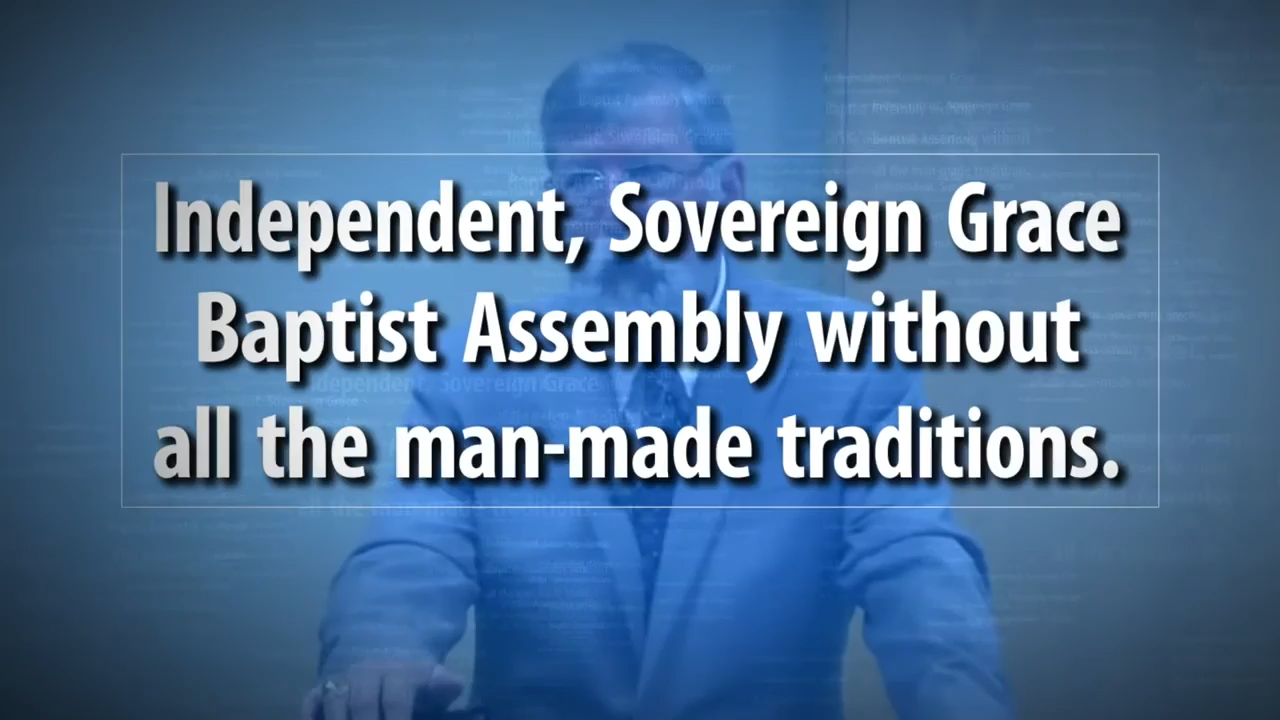 Independent, Sovereign Grace
Baptist Assembly without
all the man-made traditions.